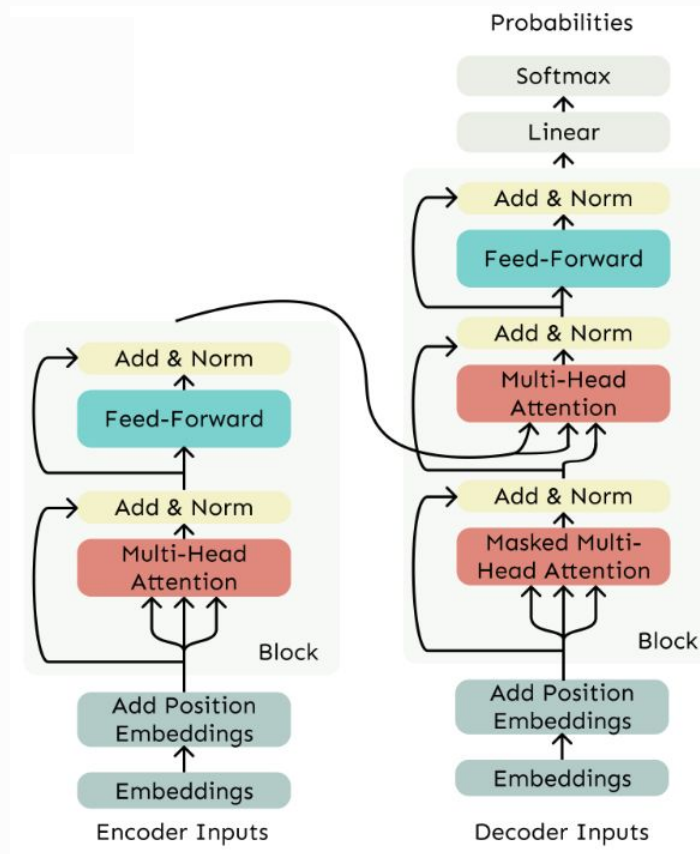 Probabilities
Softmax
Linear
Add & Norm
Feed-Forward
Add & Norm
Multi-Head
Attention
Add & Norm
Masked Multi-
Head Attention
Block
Add Position
Embeddings
Embeddings
Decoder Inputs
Add & Norm
Feed-Forward
Add & Norm
Multi-Head
Attention
Block
Add Position
Embeddings
Embeddings
Encoder Inputs